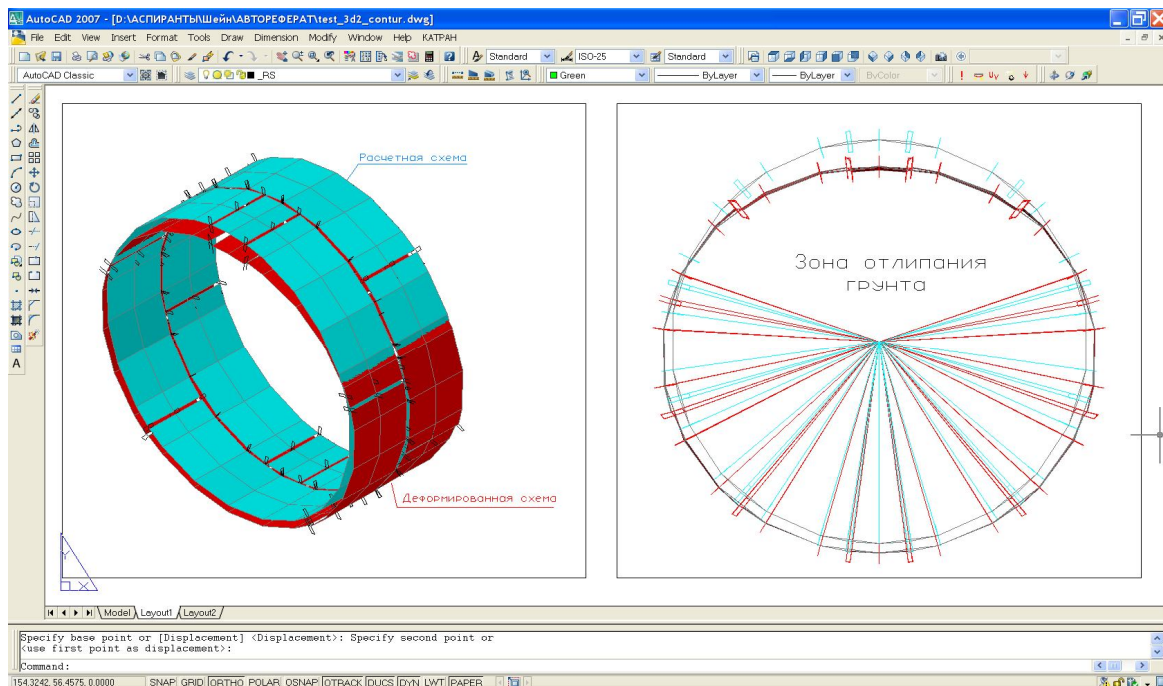 AutoCAD 2007 - [D:\АСПИРАНТЫ\Шейн\АВТОРЕФЕРАТ\test_3d2_contur.dwg]
File Edit View Insert Format Tools Draw Dimension Modify Window Help КАТРАН
Standard ISO-25 Standard
AutoCAD Classic _RS Green ByLayer ByLayer ByColor
Расчетная схема
Зона отлипания
грунта
Деформированная схема
Y
X
Model Layout1 Layout2
Specify base point or [Displacement] <Displacement>: Specify second point or
<use first point as displacement>:
Command:
154.3242, 56.4575, 0.0000 SNAP GRID ORTHO POLAR OSNAP OTRACK DUCS DYN LWT PAPER